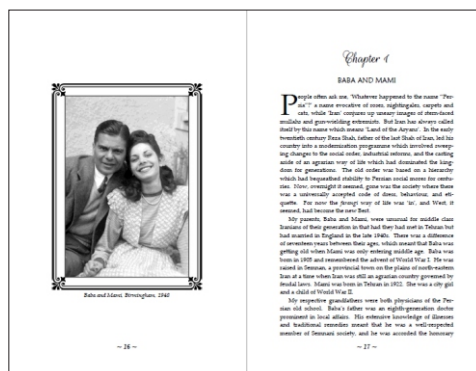 Baba and Mami, Birmingham, 1948
~ 26 ~
Chapter 1
BABA AND MAMI
People often ask me, 'Whatever happened to the name "Per-
sia"?' a name evocative of roses, nightingales, carpets and
cats, while 'Iran' conjures up uneasy images of stern-faced
mullahs and gun-wielding extremists. But Iran has always called
itself by this name which means 'Land of the Aryans'. In the early
twentieth century Reza Shah, father of the last Shah of Iran, led his
country into a modernisation programme which involved sweep-
ing changes to the social order, industrial reform, and the casting
aside of an agrarian way of life which had dominated the king-
dom for generations. The old order was based on a hierarchy
which had bequeathed stability to Persian social mores for centu-
ries. Now, overnight it seemed, gone was the society where there
was a universally accepted code of dress, behaviour, and eti-
quette. For now the firangi way of life was 'in', and West, it
seemed, had become the new Best.
My parents, Baba and Mami, were unusual for middle class
Iranians of their generation in that had they had met in Tehran but
had married in England in the late 1940s. There was a difference
of seventeen years between their ages, which meant that Baba was
getting old when Mami was only entering middle age. Baba was
born in 1905 and remembered the advent of World War I. He was
raised in Semnan, a provincial town on the plains of north-eastern
Iran at a time when Iran was still an agrarian country governed by
feudal laws. Mami was born in Tehran in 1922. She was a city girl
and a child of World War II.
My respective grandfathers were both physicians of the Per-
sian old school. Baba's father was an eighth-generation doctor
prominent in local affairs. His extensive knowledge of illnesses
and traditional remedies meant that he was a well-respected
member of Semnani society, and he was accorded the honorary
~ 27 ~